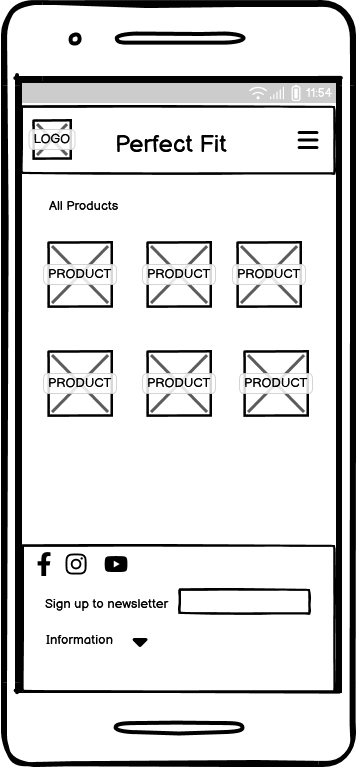 11:54
LOGO
Perfect Fit
All Products
PRODUCT PRODUCT PRODUCT
PRODUCT PRODUCT PRODUCT
Sign up to newsletter
Information